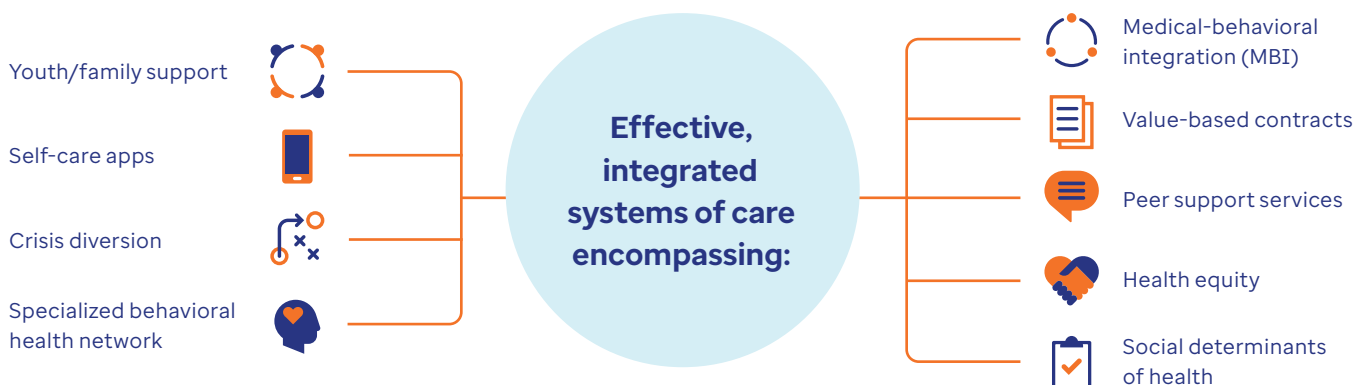 Youth/family support
Self-care apps
Crisis diversion
Specialized behavioral
health network
Effective,
integrated
systems of care
encompassing:
Medical-behavioral
integration (MBI)
Value-based contracts
Peer support services
Health equity
Social determinants
of health